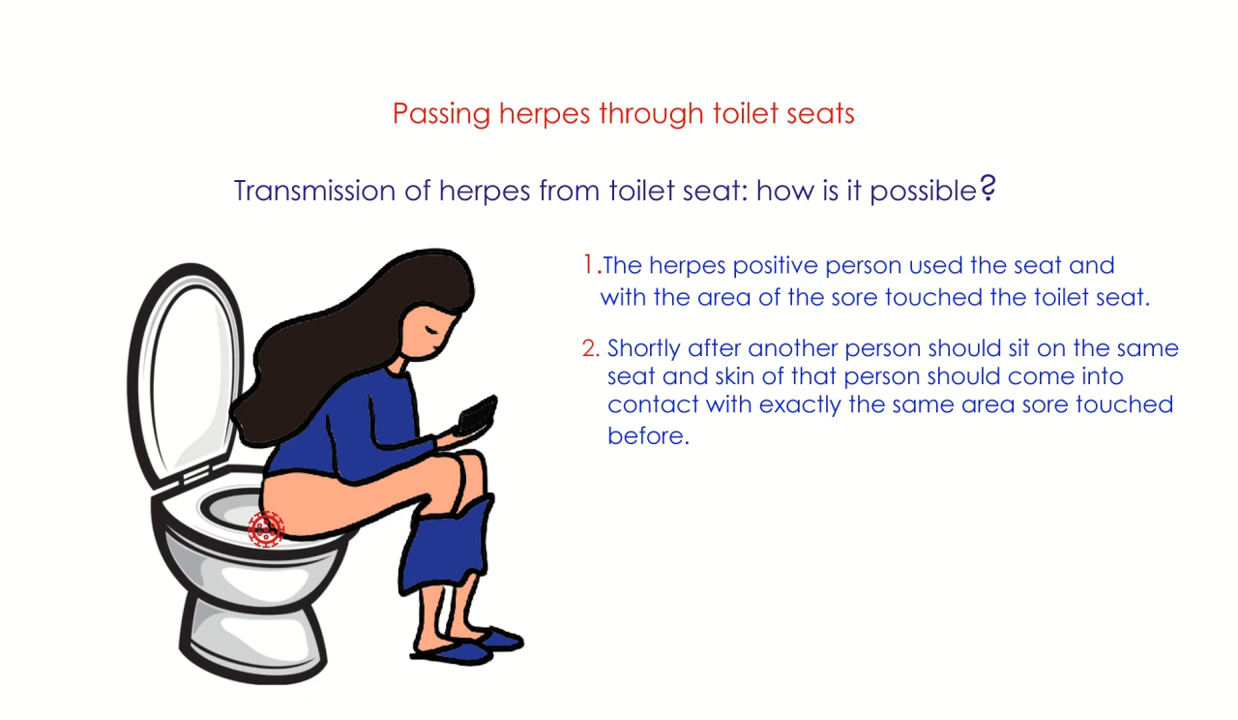 Passing herpes through toilet seats
Transmission of herpes from toilet seat: how is it possible?
1.The herpes positive person used the seat and
with the area of the sore touched the toilet seat.
2. Shortly after another person should sit on the same
seat and skin of that person should come into
contact with exactly the same area sore touched
before.